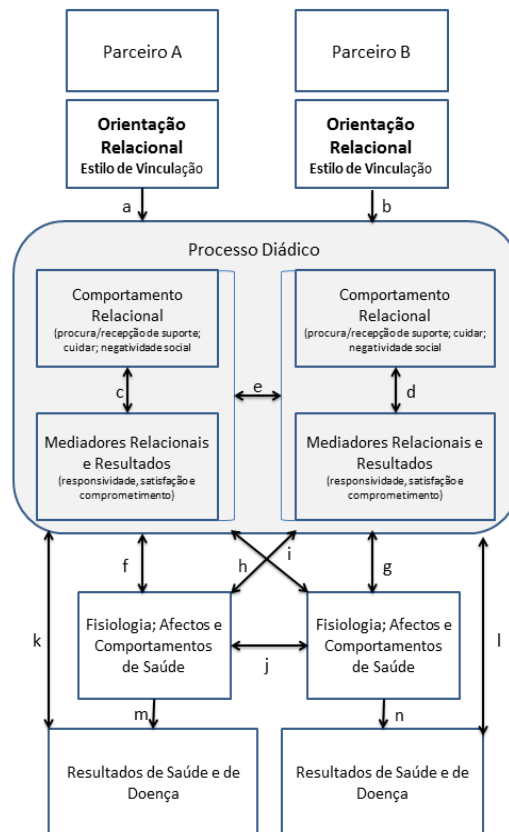 Parceiro A
Parceiro B
Orientação
Relacional
Estilo de Vinculação
Orientação
Relacional
Estilo de Vinculação
a
b
Processo Diádico
Comportamento
Relacional
(procura/recepção de suporte;
cuidar; negatividade social
Comportamento
Relacional
(procura/recepção de suporte; cuidar;
negatividade social
c
e
d
Mediadores Relacionais
e Resultados
(responsividade, satisfação e
comprometimento)
Mediadores Relacionais e
Resultados
(responsividade, satisfação e
comprometimento)
f
h
i
g
k
l
Fisiologia; Afectos e
Comportamentos
de Saúde
Fisiologia; Afectos e
Comportamentos
de Saúde
j
m
n
Resultados de Saúde e de
Doença
Resultados de Saúde e de
Doença